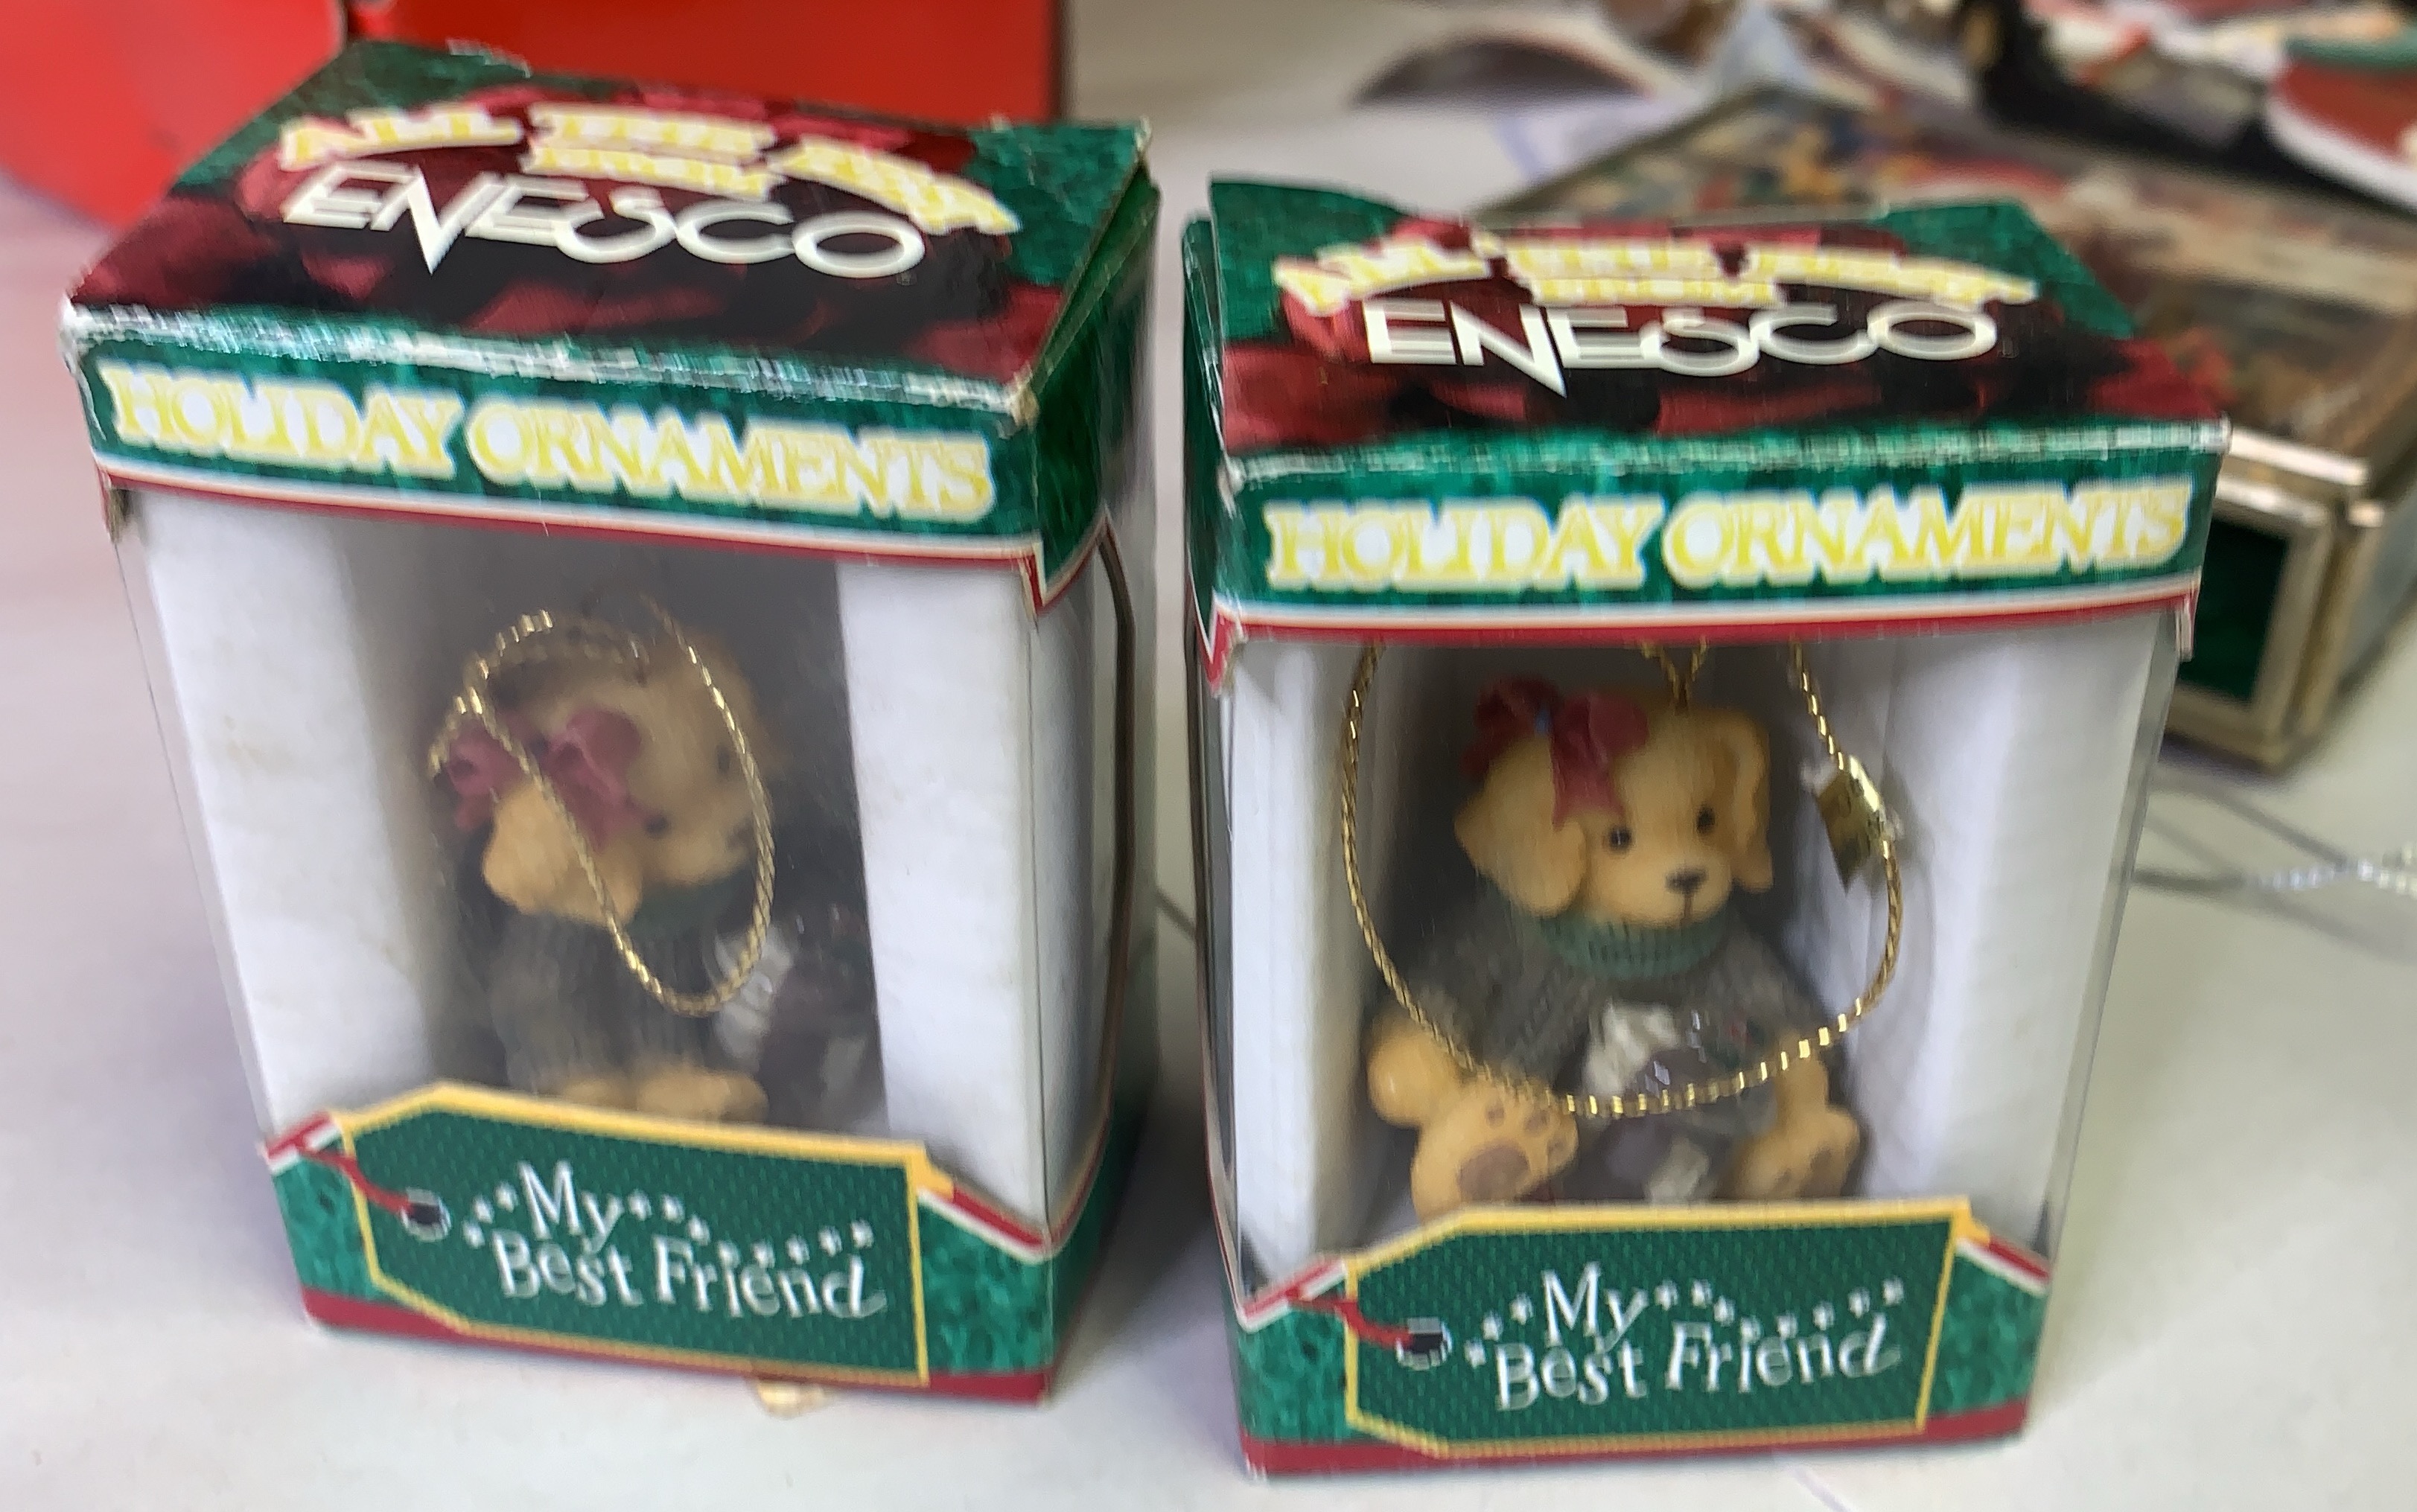 ENESCO
HOLIDAY ORNAMENTS
My
Best Friend
ENESCO
HOLIDAY ORNAMENTS
My
Best Friend